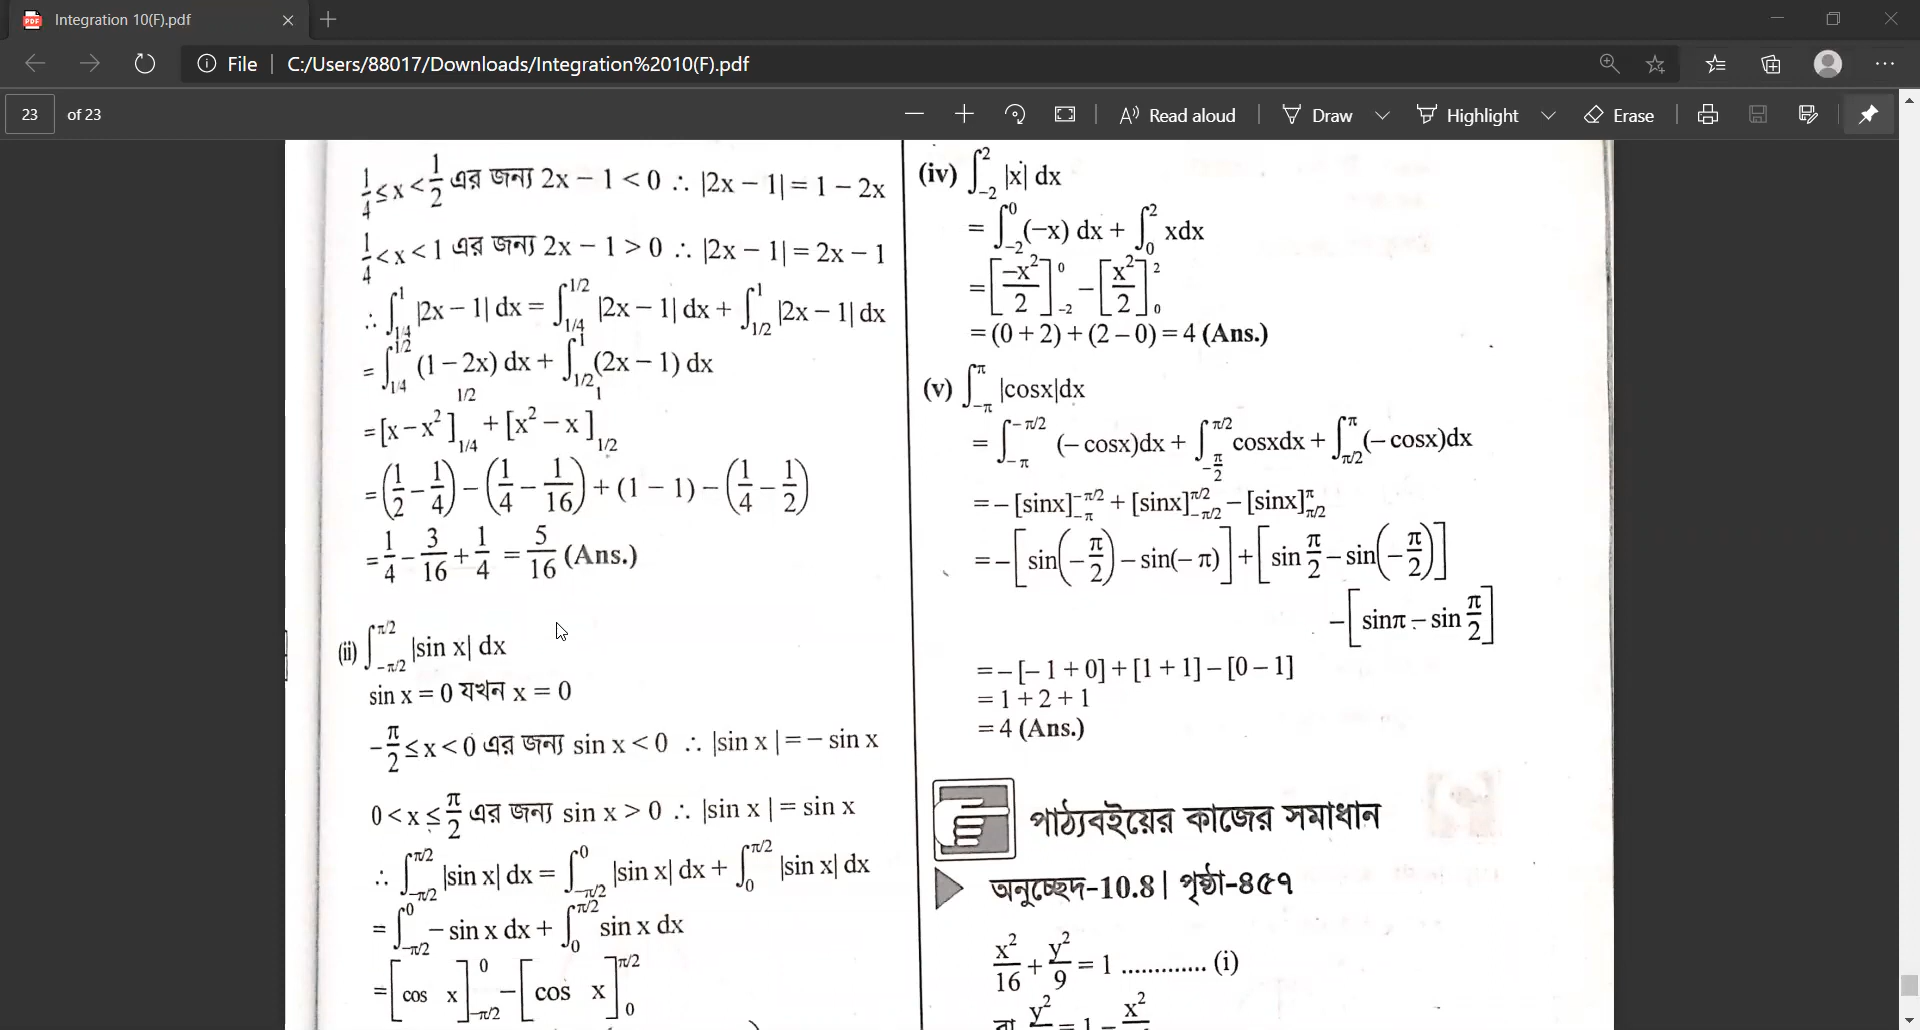 Integration 10(F).pdf
File | C:/Users/88017/Downloads/Integration%2010(F).pdf
23 of 23
Read aloud | Draw Highlight Erase
1/4 ≤ x < 1/2 এর জন্য 2x − 1 < 0 ∴ |2x − 1| = 1 − 2x
1/4 < x < 1 এর জন্য 2x − 1 > 0 ∴ |2x − 1| = 2x − 1
∴ ∫_{1/4}^{1} |2x − 1| dx = ∫_{1/4}^{1/2} |2x − 1| dx + ∫_{1/2}^{1} |2x − 1| dx
= ∫_{1/4}^{1/2} (1 − 2x) dx + ∫_{1/2}^{1} (2x − 1) dx
= [x − x²]_{1/4}^{1/2} + [x² − x]_{1/2}^{1}
= (1/2 − 1/4) − (1/4 − 1/16) + (1 − 1) − (1/4 − 1/2)
= 1/4 − 3/16 + 1/4 = 5/16 (Ans.)
(ii) ∫_{−π/2}^{π/2} |sin x| dx
sin x = 0 যখন x = 0
−π/2 ≤ x < 0 এর জন্য sin x < 0 ∴ |sin x | = − sin x
0 < x ≤ π/2 এর জন্য sin x > 0 ∴ |sin x | = sin x
∴ ∫_{−π/2}^{π/2} |sin x| dx = ∫_{−π/2}^{0} |sin x| dx + ∫_{0}^{π/2} |sin x| dx
= ∫_{−π/2}^{0} − sin x dx + ∫_{0}^{π/2} sin x dx
= [cos x]_{−π/2}^{0} − [cos x]_{0}^{π/2}
(iv) ∫_{−2}^{2} |x| dx
= ∫_{−2}^{0} (−x) dx + ∫_{0}^{2} xdx
= [−x²/2]_{−2}^{0} − [x²/2]_{0}^{2}
= (0 + 2) + (2 − 0) = 4 (Ans.)
(v) ∫_{−π}^{π} |cosx|dx
= ∫_{−π}^{−π/2} (− cosx)dx + ∫_{−π/2}^{π/2} cosxdx + ∫_{π/2}^{π} (− cosx)dx
= − [sinx]_{−π}^{−π/2} + [sinx]_{−π/2}^{π/2} − [sinx]_{π/2}^{π}
= −[sin(−π/2) − sin(− π)] + [sin π/2 − sin(−π/2)]
−[sinπ − sin π/2]
= − [− 1 + 0] + [1 + 1] − [0 − 1]
= 1 + 2 + 1
= 4 (Ans.)
পাঠ্যবইয়ের কাজের সমাধান
অনুচ্ছেদ-10.8 | পৃষ্ঠা-৪৫৭
x²/16 + y²/9 = 1 ............. (i)